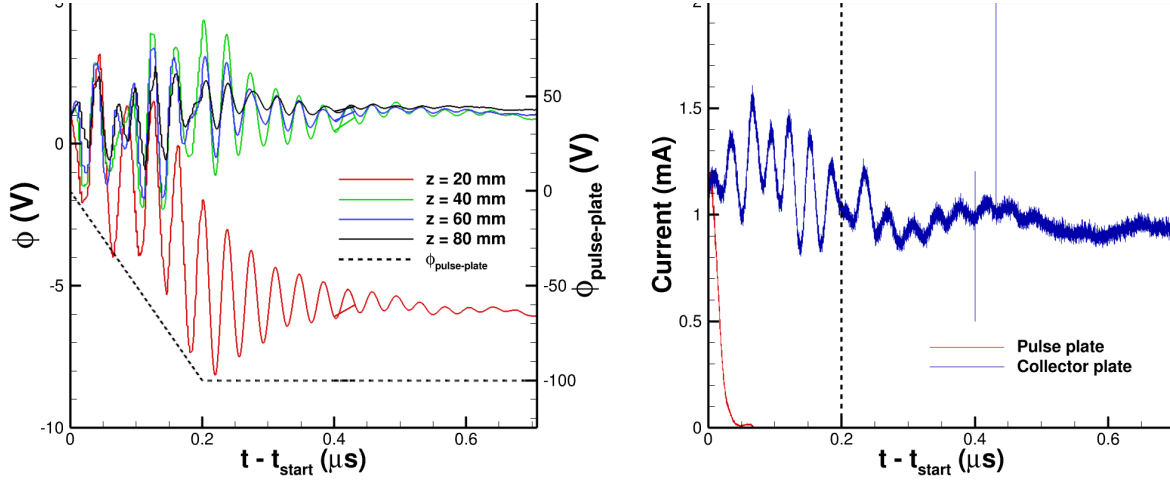 5
0
-5
-10
ϕ (V)
50
0
-50
-100
ϕpulse-plate (V)
z = 20 mm
z = 40 mm
z = 60 mm
z = 80 mm
ϕpulse-plate
0
0.2
0.4
0.6
t - tstart (μs)
2
1.5
1
0.5
0
Current (mA)
Pulse plate
Collector plate
0
0.2
0.4
0.6
t - tstart (μs)